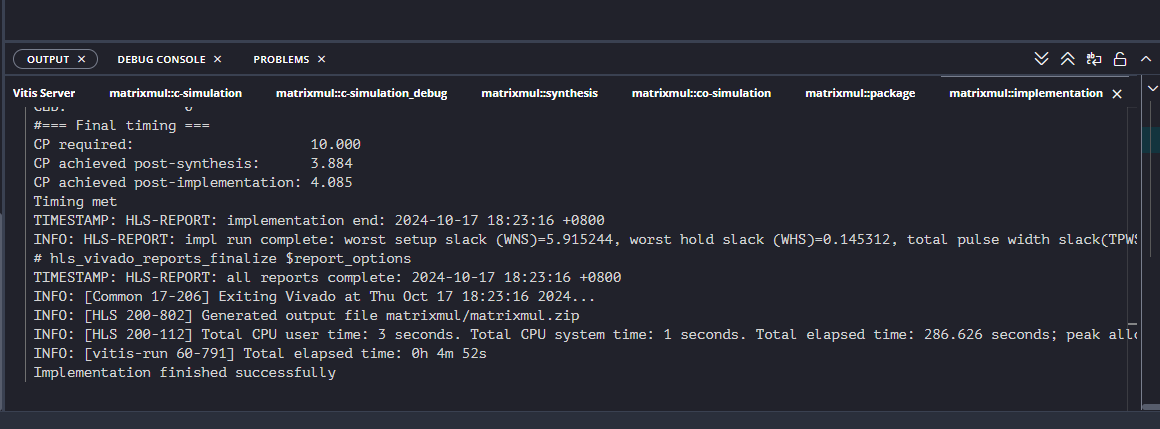 OUTPUT
DEBUG CONSOLE
PROBLEMS
Vitis Server
matrixmul::c-simulation
matrixmul::c-simulation_debug
matrixmul::synthesis
matrixmul::co-simulation
matrixmul::package
matrixmul::implementation
#=== Final timing ===
CP required: 10.000
CP achieved post-synthesis: 3.884
CP achieved post-implementation: 4.085
Timing met
TIMESTAMP: HLS-REPORT: implementation end: 2024-10-17 18:23:16 +0800
INFO: HLS-REPORT: impl run complete: worst setup slack (WNS)=5.915244, worst hold slack (WHS)=0.145312, total pulse width slack(TPWS
# hls_vivado_reports_finalize $report_options
TIMESTAMP: HLS-REPORT: all reports complete: 2024-10-17 18:23:16 +0800
INFO: [Common 17-206] Exiting Vivado at Thu Oct 17 18:23:16 2024...
INFO: [HLS 200-802] Generated output file matrixmul/matrixmul.zip
INFO: [HLS 200-112] Total CPU user time: 3 seconds. Total CPU system time: 1 seconds. Total elapsed time: 286.626 seconds; peak allo
INFO: [vitis-run 60-791] Total elapsed time: 0h 4m 52s
Implementation finished successfully